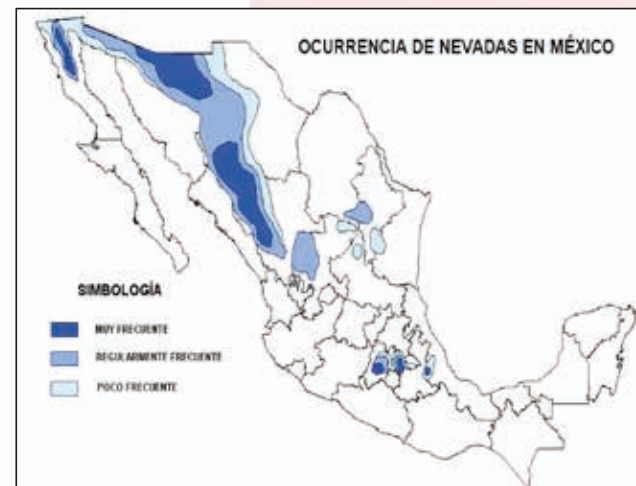 OCURRENCIA DE NEVADAS EN MÉXICO
SIMBOLOGÍA
MUY FRECUENTE
REGULARMENTE FRECUENTE
POCO FRECUENTE